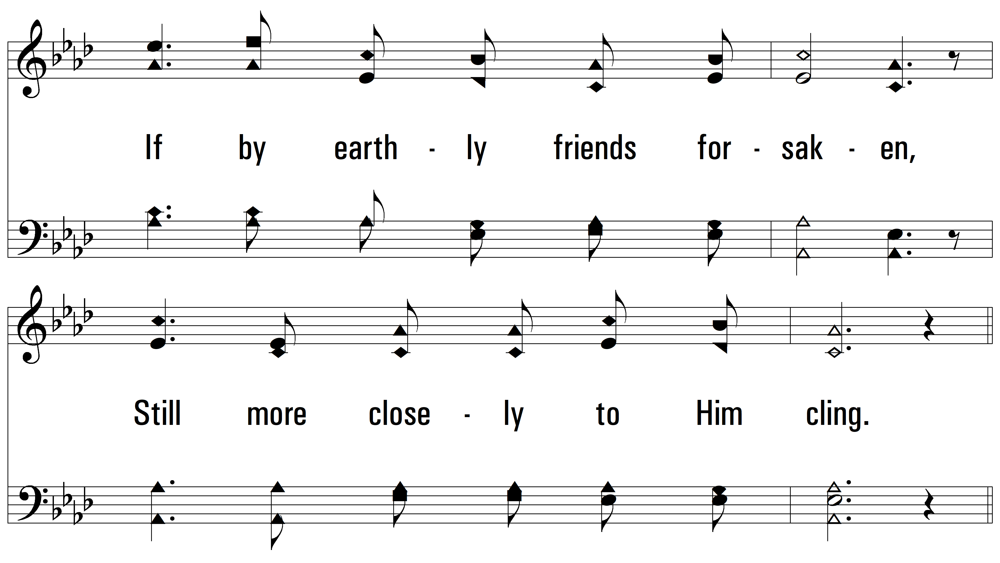 If by earth - ly friends for - sak - en,
Still more close - ly to Him cling.